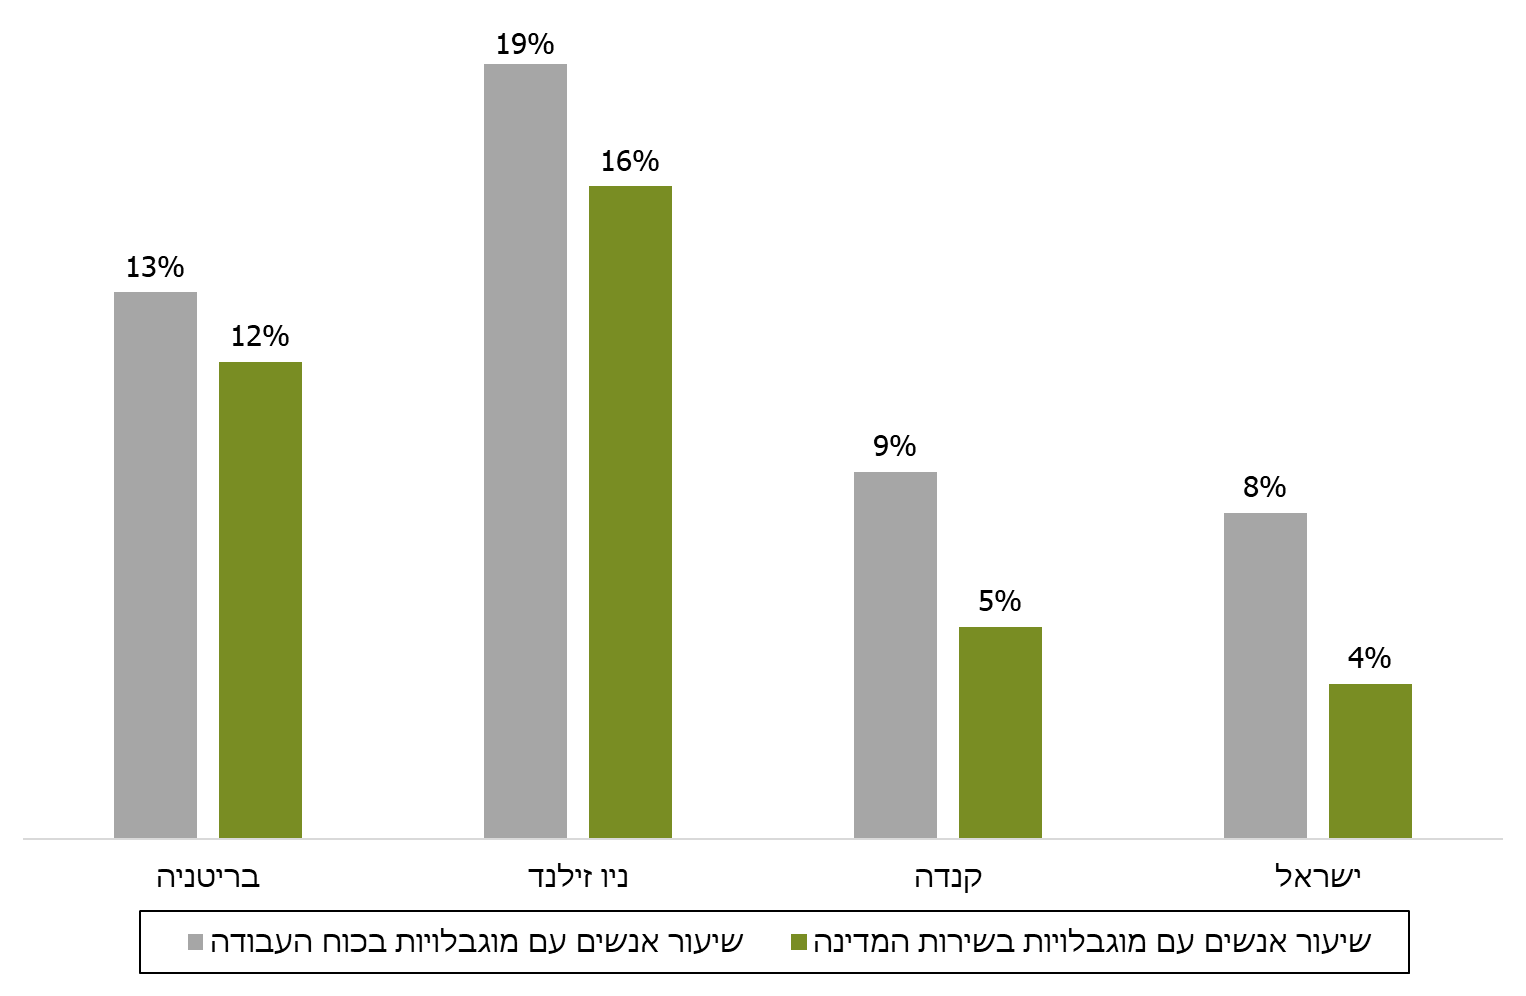 19%
16%
13%
12%
9%
8%
5%
4%
בריטניה
ניו זילנד
קנדה
ישראל
שיעור אנשים עם מוגבלויות בכוח העבודה
שיעור אנשים עם מוגבלויות בשירות המדינה